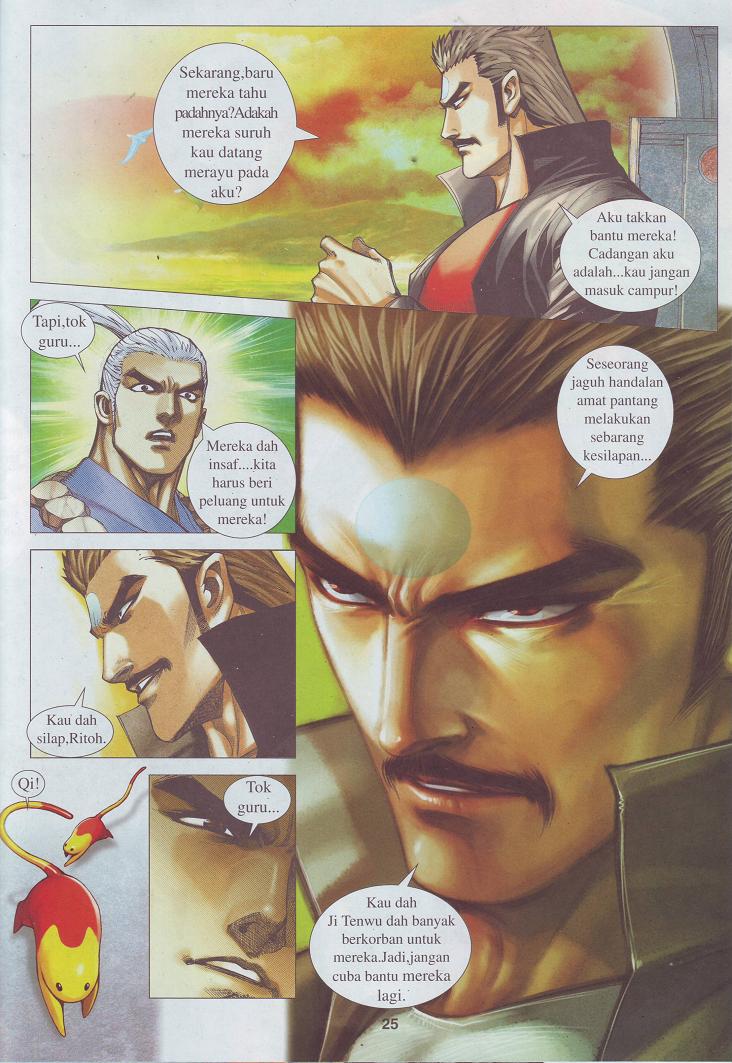 Sekarang,baru
mereka tahu
padahnya?Adakah
mereka suruh
kau datang
merayu pada
aku?
Aku takkan
bantu mereka!
Cadangan aku
adalah...kau jangan
masuk campur!
Tapi,tok
guru...
Mereka dah
insaf....kita
harus beri
peluang untuk
mereka!
Seseorang
jaguh handalan
amat pantang
melakukan
sebarang
kesilapan...
Kau dah
silap,Ritoh.
Qi!
Tok
guru...
Kau dah
Ji Tenwu dah banyak
berkorban untuk
mereka.Jadi,jangan
cuba bantu mereka
lagi.
25